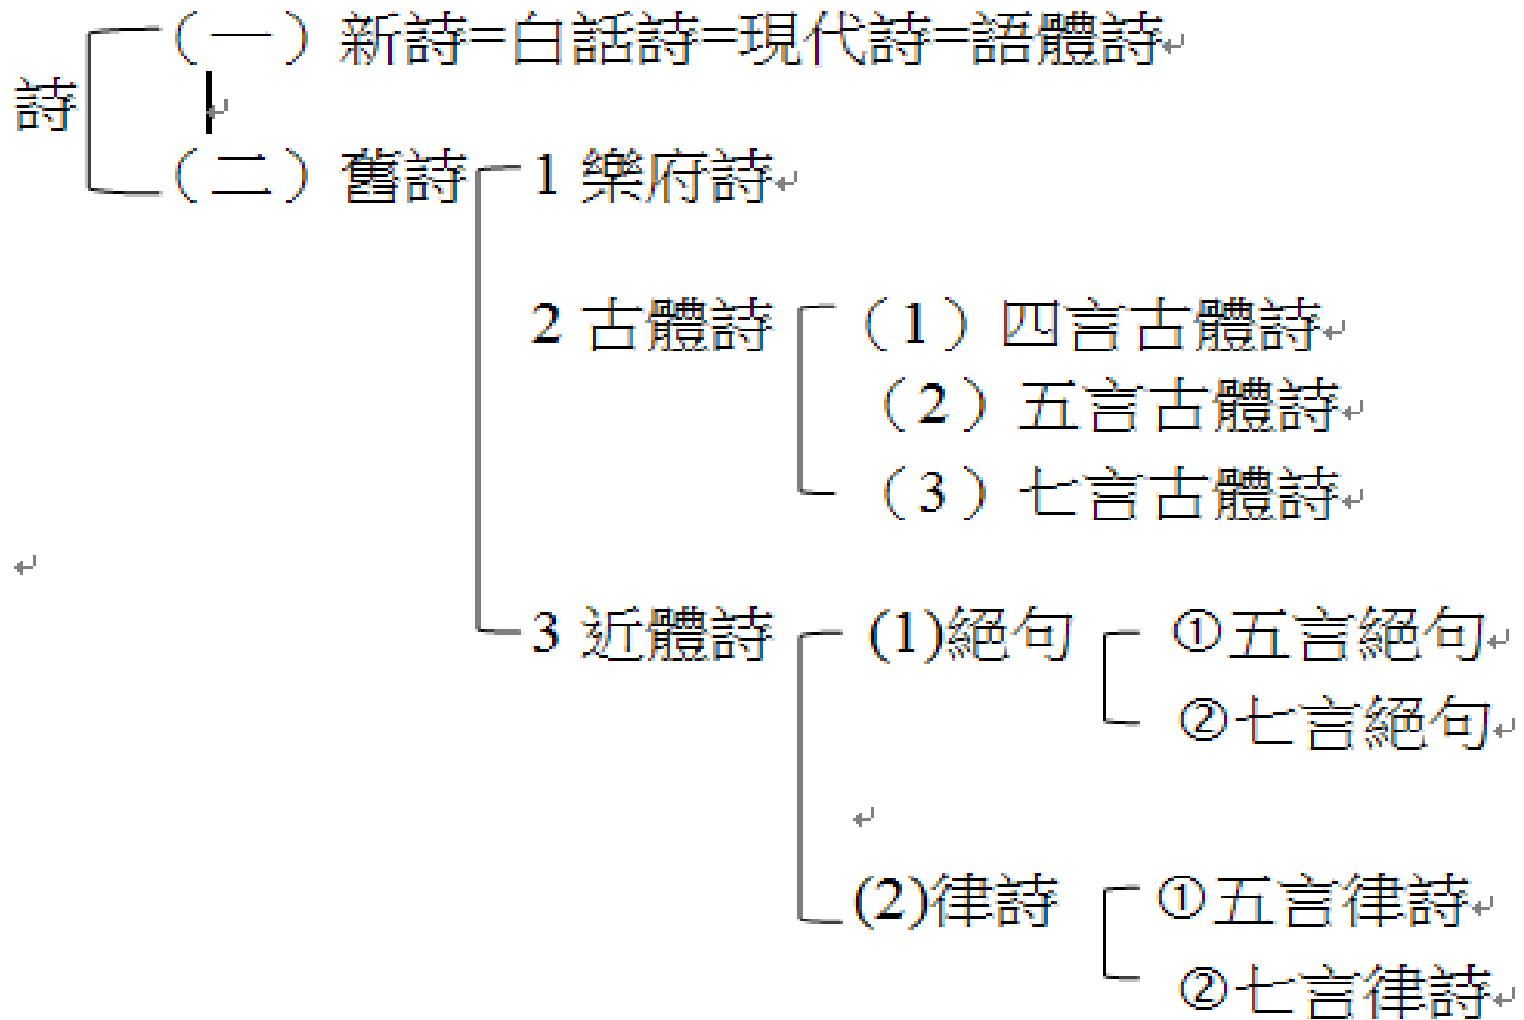 （一）新詩=白話詩=現代詩=語體詩
詩
（二）舊詩 1 樂府詩
2 古體詩 （1）四言古體詩
（2）五言古體詩
（3）七言古體詩
3 近體詩 (1)絕句 ①五言絕句
②七言絕句
(2)律詩 ①五言律詩
②七言律詩